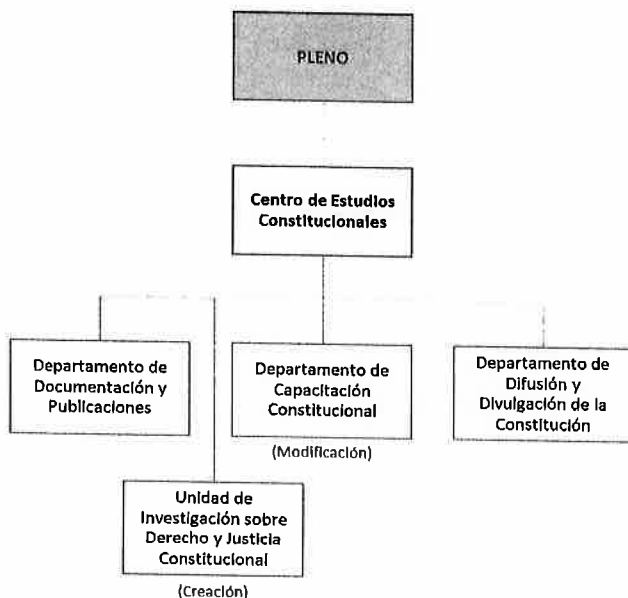 PLENO
Centro de Estudios
Constitucionales
Departamento de
Documentación y
Publicaciones
Departamento de
Capacitación
Constitucional
(Modificación)
Departamento de
Difusión y
Divulgación de la
Constitución
Unidad de
Investigación sobre
Derecho y Justicia
Constitucional
(Creación)